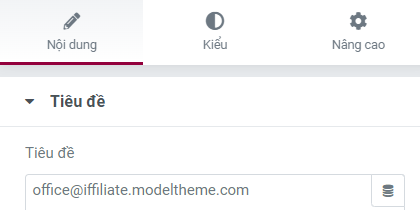 Nội dung Kiểu Nâng cao
Tiêu đề
Tiêu đề
office@iffiliate.modeltheme.com